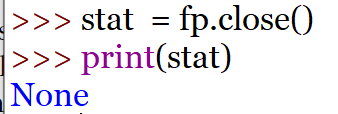 >>> stat  = fp.close()
>>> print(stat)
None